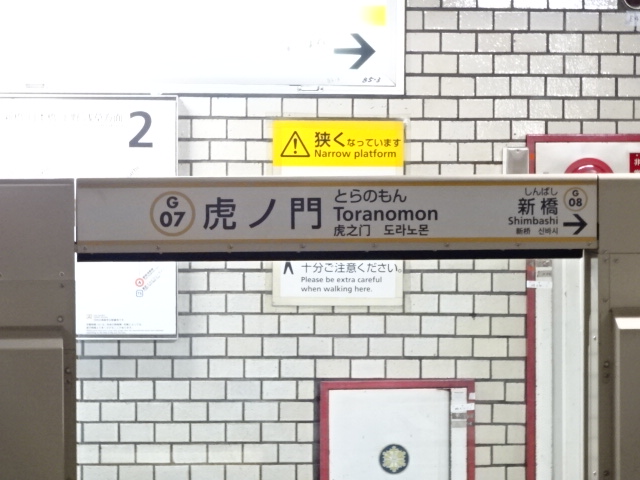 2
狭くなっています
Narrow platform
G
07
虎ノ門
とらのもん
Toranomon
虎之门 도라노몬
しんばし
新橋
Shimbashi
新桥 신바시
G
08
十分ご注意ください。
Please be extra careful
when walking here.